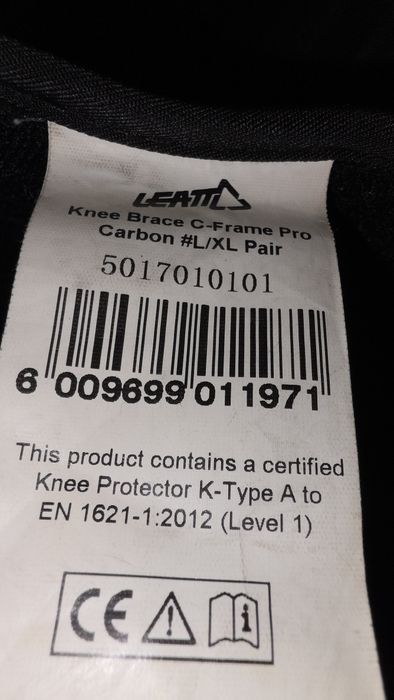 LEATT
Knee Brace C-Frame Pro
Carbon #L/XL Pair
5017010101
6 009699 011971
This product contains a certified
Knee Protector K-Type A to
EN 1621-1:2012 (Level 1)
CE i